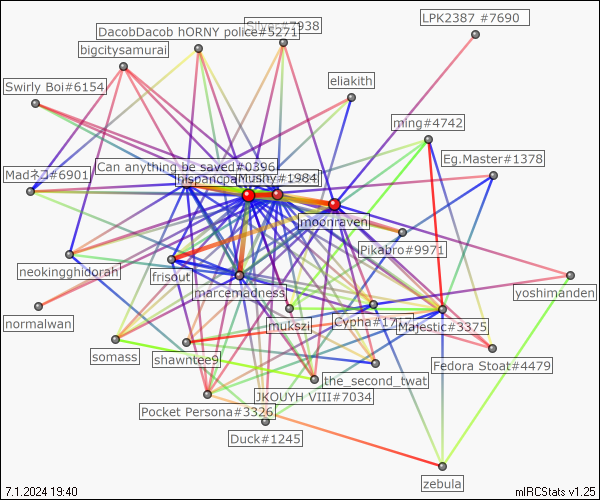 LPK2387 #7690
Silver#7938
DacobDacob hORNY police#5271
bigcitysamurai
eliakith
Swirly Boi#6154
ming#4742
Eg.Master#1378
Can anything be saved#0396
Madネコ#6901
Mushy#1984
moonraven
Pikabro#9971
neokingghidorah
frisout
marcemadness
yoshimanden
normalwan
mukszi
Majestic#3375
somass
shawntee9
Fedora Stoat#4479
the_second_twat
JKOUYH VIII#7034
Pocket Persona#3326
Duck#1245
zebula
7.1.2024 19:40
mIRCStats v1.25